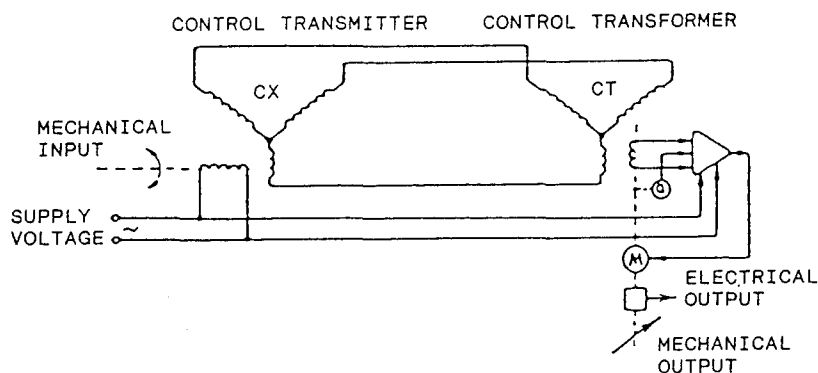 CONTROL TRANSMITTER
CONTROL TRANSFORMER
CX
CT
MECHANICAL
INPUT
SUPPLY
VOLTAGE
~
G
M
ELECTRICAL
OUTPUT
MECHANICAL
OUTPUT